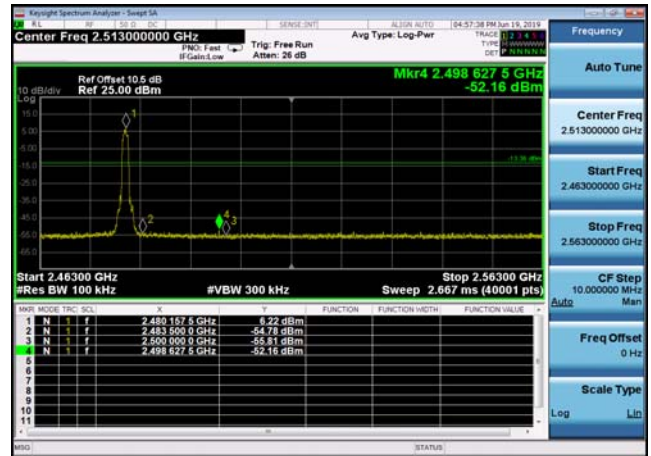 Keysight Spectrum Analyzer - Swept SA
RL RF 50 Ω DC SENSE:INT ALIGN AUTO 04:57:38 PM Jun 19, 2019
Center Freq 2.513000000 GHz
PNO: Fast
IFGain:Low
Trig: Free Run
Atten: 26 dB
Avg Type: Log-Pwr
TRACE 1 2 3 4 5 6
TYPE M WWWWW
DET P N N N N N
Frequency
Auto Tune
Center Freq
2.513000000 GHz
Start Freq
2.463000000 GHz
Stop Freq
2.563000000 GHz
CF Step
10.000000 MHz
Auto Man
Freq Offset
0 Hz
Scale Type
Log Lin
Mkr4 2.498 627 5 GHz
-52.16 dBm
Ref Offset 10.5 dB
10 dB/div Ref 25.00 dBm
Log
15.0
5.00
-5.00
-15.0
-25.0
-35.0
-45.0
-55.0
-65.0
-13.36 dBm
1
2
4
3
Start 2.46300 GHz Stop 2.56300 GHz
#Res BW 100 kHz #VBW 300 kHz Sweep 2.667 ms (40001 pts)
MKR MODE TRC SCL X Y FUNCTION FUNCTION WIDTH FUNCTION VALUE
1 N 1 f 2.480 157 5 GHz 6.22 dBm
2 N 1 f 2.483 500 0 GHz -54.78 dBm
3 N 1 f 2.500 000 0 GHz -55.81 dBm
4 N 1 f 2.498 627 5 GHz -52.16 dBm
5
6
7
8
9
10
11
MSG STATUS